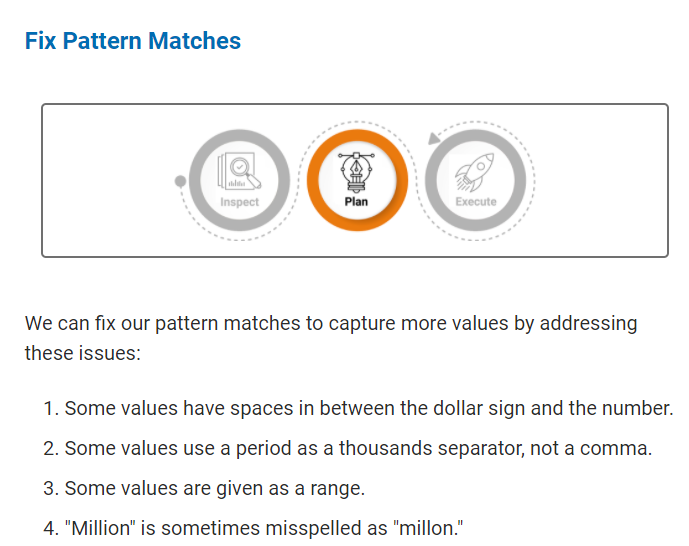 Fix Pattern Matches
Inspect
Plan
Execute
We can fix our pattern matches to capture more values by addressing
these issues:
1. Some values have spaces in between the dollar sign and the number.
2. Some values use a period as a thousands separator, not a comma.
3. Some values are given as a range.
4. "Million" is sometimes misspelled as "millon."